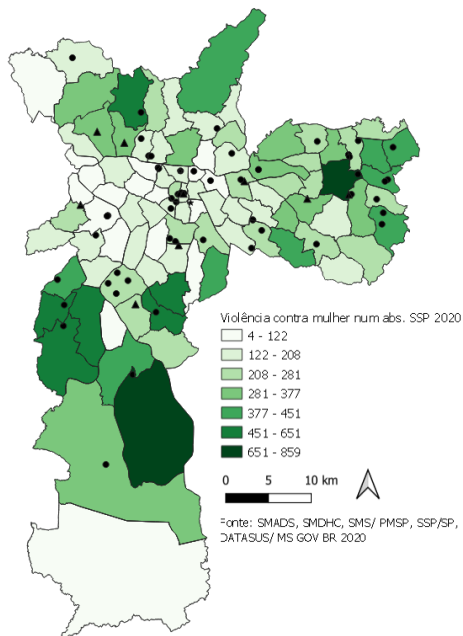 Violência contra mulher num abs. SSP 2020
4 - 122
122 - 208
208 - 281
281 - 377
377 - 451
451 - 651
651 - 859
0 5 10 km
Fonte: SMADS, SMDHC, SMS/ PMSP, SSP/SP,
DATASUS/ MS GOV BR 2020